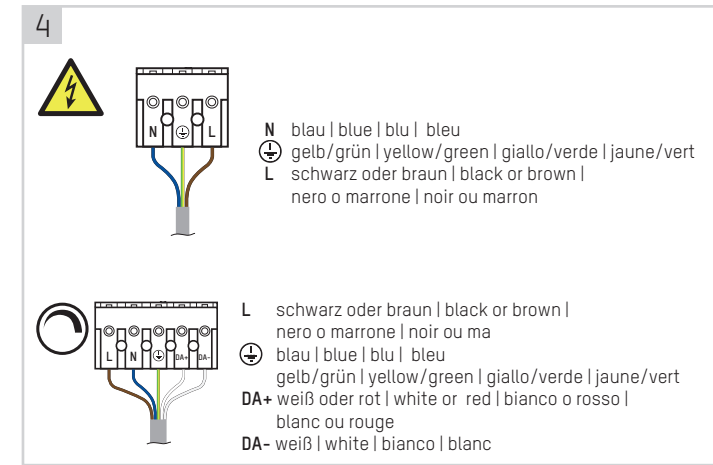 4
N ⏚ L
N blau | blue | blu | bleu
⏚ gelb/grün | yellow/green | giallo/verde | jaune/vert
L schwarz oder braun | black or brown |
nero o marrone | noir ou marron
L N ⏚ DA+ DA-
L schwarz oder braun | black or brown |
nero o marrone | noir ou ma
⏚ blau | blue | blu | bleu
gelb/grün | yellow/green | giallo/verde | jaune/vert
DA+ weiß oder rot | white or red | bianco o rosso |
blanc ou rouge
DA- weiß | white | bianco | blanc